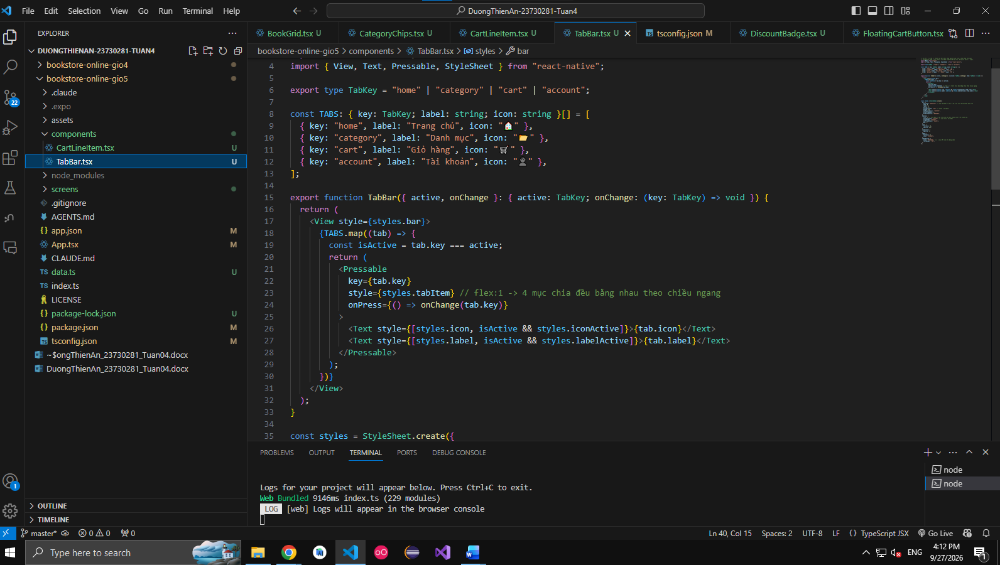 File Edit Selection View Go Run Terminal Help
DuongThienAn-23730281-Tuan4
EXPLORER
DUONGTHIENAN-23730281-TUAN4
bookstore-online-gio4
bookstore-online-gio5
.claude
.expo
assets
components
CartLineItem.tsx U
TabBar.tsx U
node_modules
screens
.gitignore
AGENTS.md
app.json M
App.tsx M
CLAUDE.md
data.ts U
index.ts
LICENSE
package-lock.json U
package.json M
tsconfig.json M
~$ongThienAn_23730281_Tuan04.docx
DuongThienAn_23730281_Tuan04.docx
OUTLINE
TIMELINE
22
1
BookGrid.tsx U CategoryChips.tsx U CartLineItem.tsx U TabBar.tsx U tsconfig.json M DiscountBadge.tsx U FloatingCartButton.tsx
bookstore-online-gio5 > components > TabBar.tsx > styles > bar
4 import { View, Text, Pressable, StyleSheet } from "react-native";
5
6 export type TabKey = "home" | "category" | "cart" | "account";
7
8 const TABS: { key: TabKey; label: string; icon: string }[] = [
9 { key: "home", label: "Trang chủ", icon: "🏠" },
10 { key: "category", label: "Danh mục", icon: "📂" },
11 { key: "cart", label: "Giỏ hàng", icon: "🛒" },
12 { key: "account", label: "Tài khoản", icon: "👤" },
13 ];
14
15 export function TabBar({ active, onChange }: { active: TabKey; onChange: (key: TabKey) => void }) {
16 return (
17 <View style={styles.bar}>
18 {TABS.map((tab) => {
19 const isActive = tab.key === active;
20 return (
21 <Pressable
22 key={tab.key}
23 style={styles.tabItem} // flex:1 -> 4 mục chia đều bằng nhau theo chiều ngang
24 onPress={() => onChange(tab.key)}
25 >
26 <Text style={[styles.icon, isActive && styles.iconActive]}>{tab.icon}</Text>
27 <Text style={[styles.label, isActive && styles.labelActive]}>{tab.label}</Text>
28 </Pressable>
29 );
30 })}
31 </View>
32 );
33 }
34
35 const styles = StyleSheet.create({
PROBLEMS OUTPUT TERMINAL PORTS DEBUG CONSOLE
Logs for your project will appear below. Press Ctrl+C to exit.
Web Bundled 9146ms index.ts (229 modules)
LOG [web] Logs will appear in the browser console
node
node
master* 0 0 0 Ln 40, Col 15 Spaces: 2 UTF-8 LF {} TypeScript JSX Go Live
Type here to search
ENG
4:12 PM
9/27/2026
1